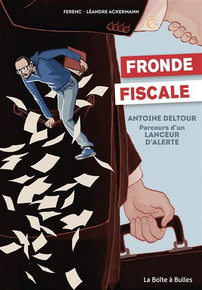 FERENC - LÉANDRE ACKERMANN
FRONDE
FISCALE
ANTOINE DELTOUR
Parcours d'un
LANCEUR
D'ALERTE
La Boîte à Bulles